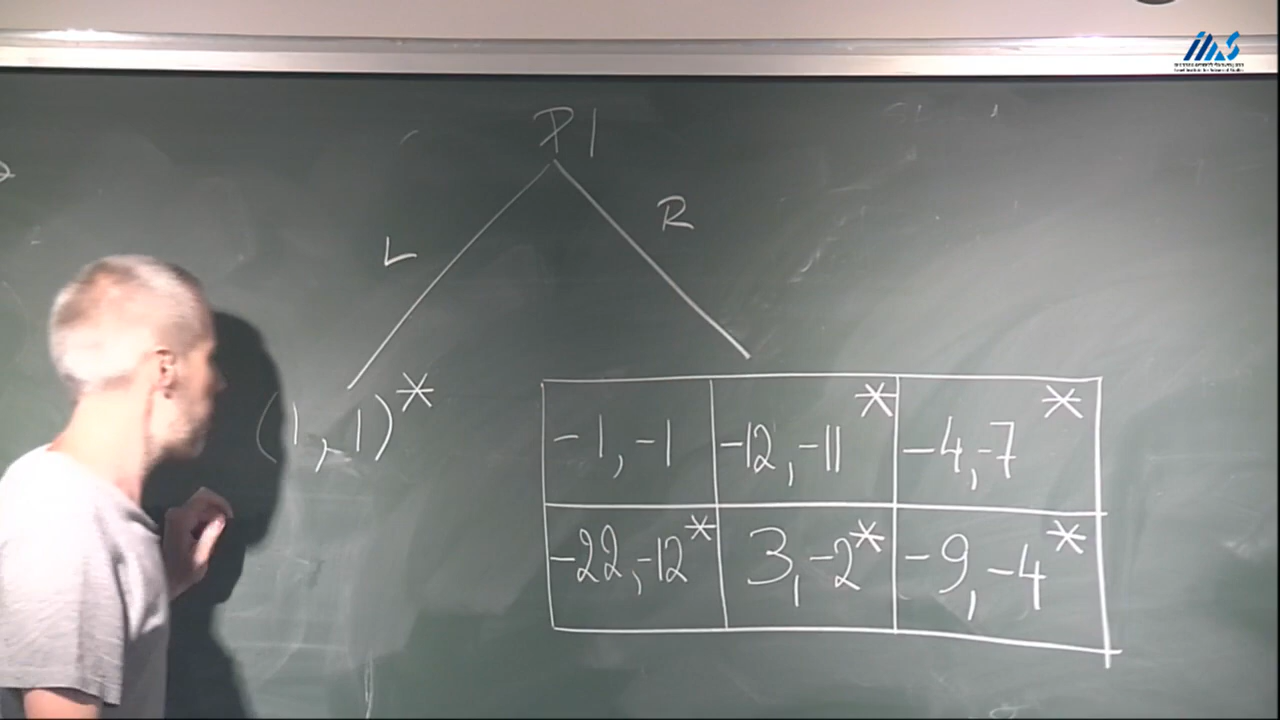 P1
L R
(1, 1)*
-1, -1 -12, -11 * -4, -7 *
-22, -12 * 3, -2 * -9, -4 *